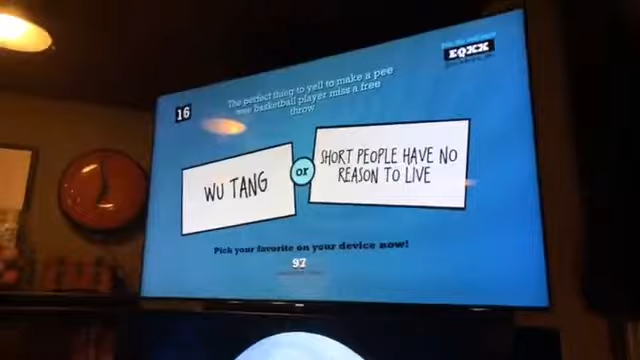 16
The perfect thing to yell to make a pee
wee basketball player miss a free
throw
EQXX
WU TANG
or
SHORT PEOPLE HAVE NO
REASON TO LIVE
Pick your favorite on your device now!
97